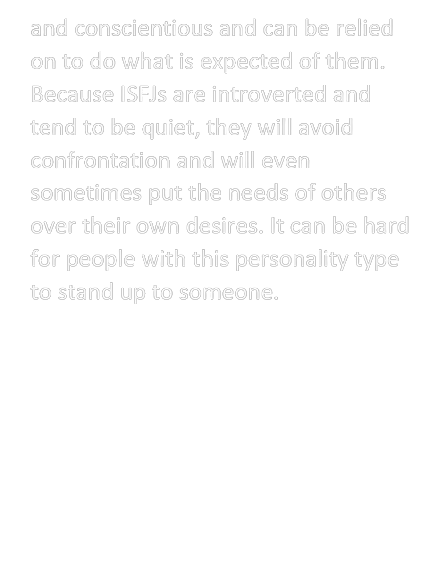 and conscientious and can be relied
on to do what is expected of them.
Because ISFJs are introverted and
tend to be quiet, they will avoid
confrontation and will even
sometimes put the needs of others
over their own desires. It can be hard
for people with this personality type
to stand up to someone.